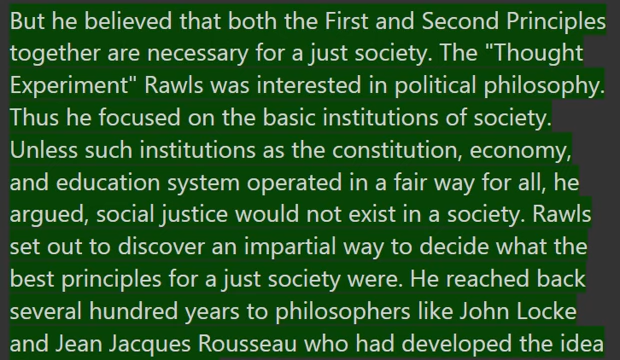 But he believed that both the First and Second Principles
together are necessary for a just society. The "Thought
Experiment" Rawls was interested in political philosophy.
Thus he focused on the basic institutions of society.
Unless such institutions as the constitution, economy,
and education system operated in a fair way for all, he
argued, social justice would not exist in a society. Rawls
set out to discover an impartial way to decide what the
best principles for a just society were. He reached back
several hundred years to philosophers like John Locke
and Jean Jacques Rousseau who had developed the idea